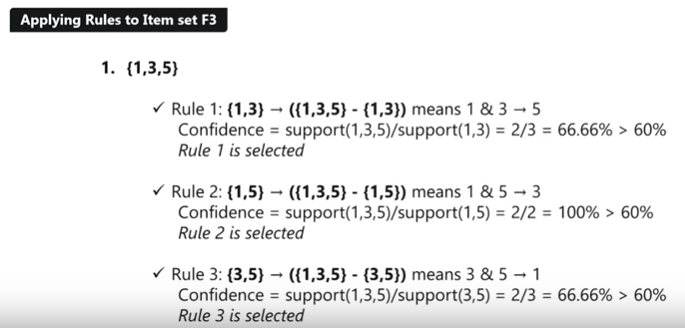 Applying Rules to Item set F3
1. {1,3,5}
✓ Rule 1: {1,3} → ({1,3,5} - {1,3}) means 1 & 3 → 5
Confidence = support(1,3,5)/support(1,3) = 2/3 = 66.66% > 60%
Rule 1 is selected
✓ Rule 2: {1,5} → ({1,3,5} - {1,5}) means 1 & 5 → 3
Confidence = support(1,3,5)/support(1,5) = 2/2 = 100% > 60%
Rule 2 is selected
✓ Rule 3: {3,5} → ({1,3,5} - {3,5}) means 3 & 5 → 1
Confidence = support(1,3,5)/support(3,5) = 2/3 = 66.66% > 60%
Rule 3 is selected